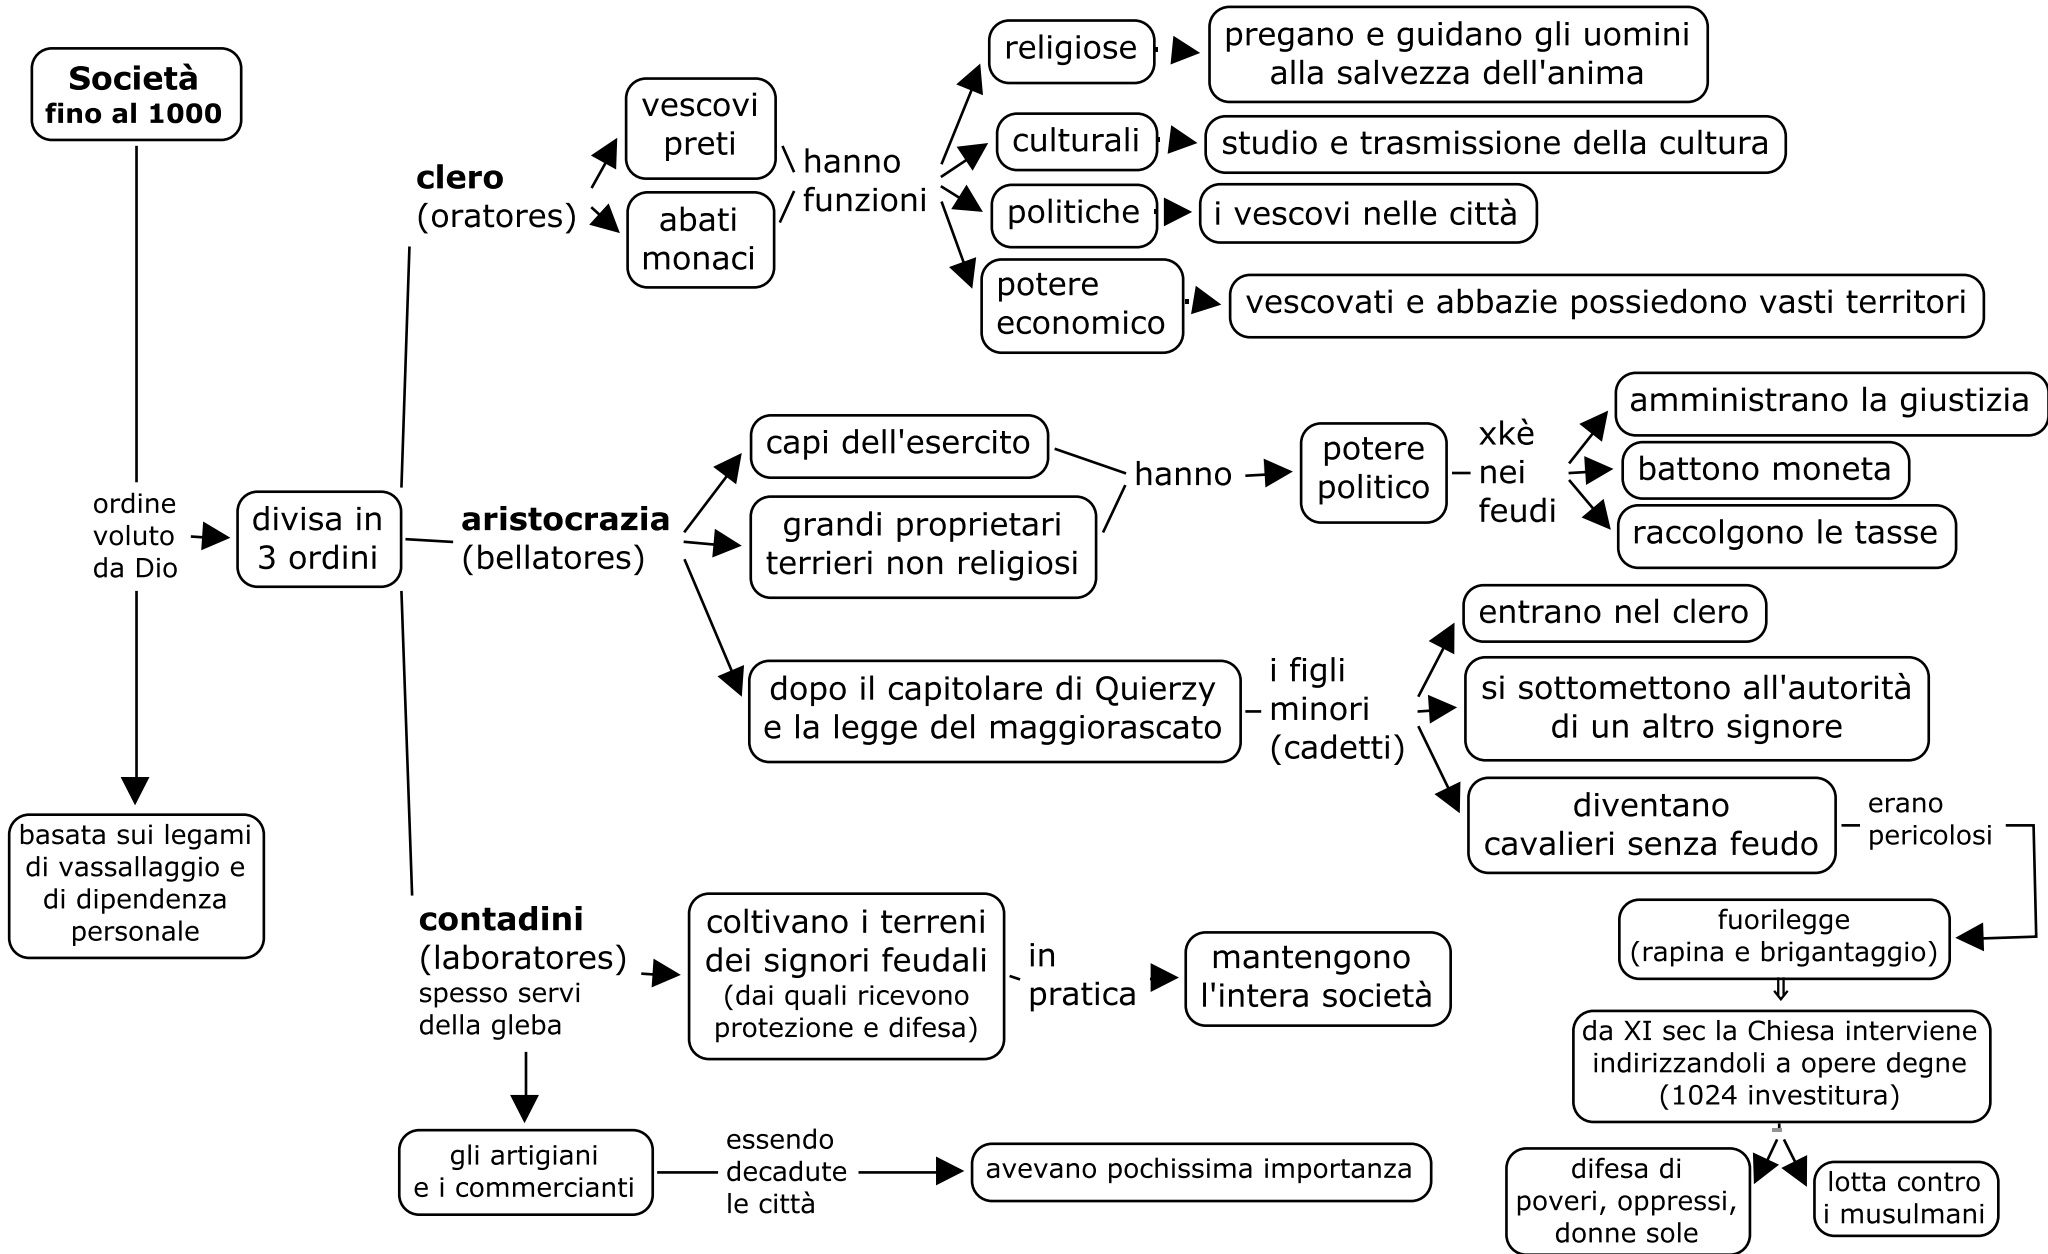 Società
fino al 1000
ordine
voluto
da Dio
basata sui legami
di vassallaggio e
di dipendenza
personale
divisa in
3 ordini
clero
(oratores)
vescovi
preti
abati
monaci
hanno
funzioni
religiose
pregano e guidano gli uomini
alla salvezza dell'anima
culturali
studio e trasmissione della cultura
politiche
i vescovi nelle città
potere
economico
vescovati e abbazie possiedono vasti territori
aristocrazia
(bellatores)
capi dell'esercito
grandi proprietari
terrieri non religiosi
hanno
potere
politico
xkè
nei
feudi
amministrano la giustizia
battono moneta
raccolgono le tasse
dopo il capitolare di Quierzy
e la legge del maggiorascato
i figli
minori
(cadetti)
entrano nel clero
si sottomettono all'autorità
di un altro signore
diventano
cavalieri senza feudo
erano
pericolosi
fuorilegge
(rapina e brigantaggio)
⇓
da XI sec la Chiesa interviene
indirizzandoli a opere degne
(1024 investitura)
difesa di
poveri, oppressi,
donne sole
lotta contro
i musulmani
contadini
(laboratores)
spesso servi
della gleba
coltivano i terreni
dei signori feudali
(dai quali ricevono
protezione e difesa)
in
pratica
mantengono
l'intera società
gli artigiani
e i commercianti
essendo
decadute
le città
avevano pochissima importanza